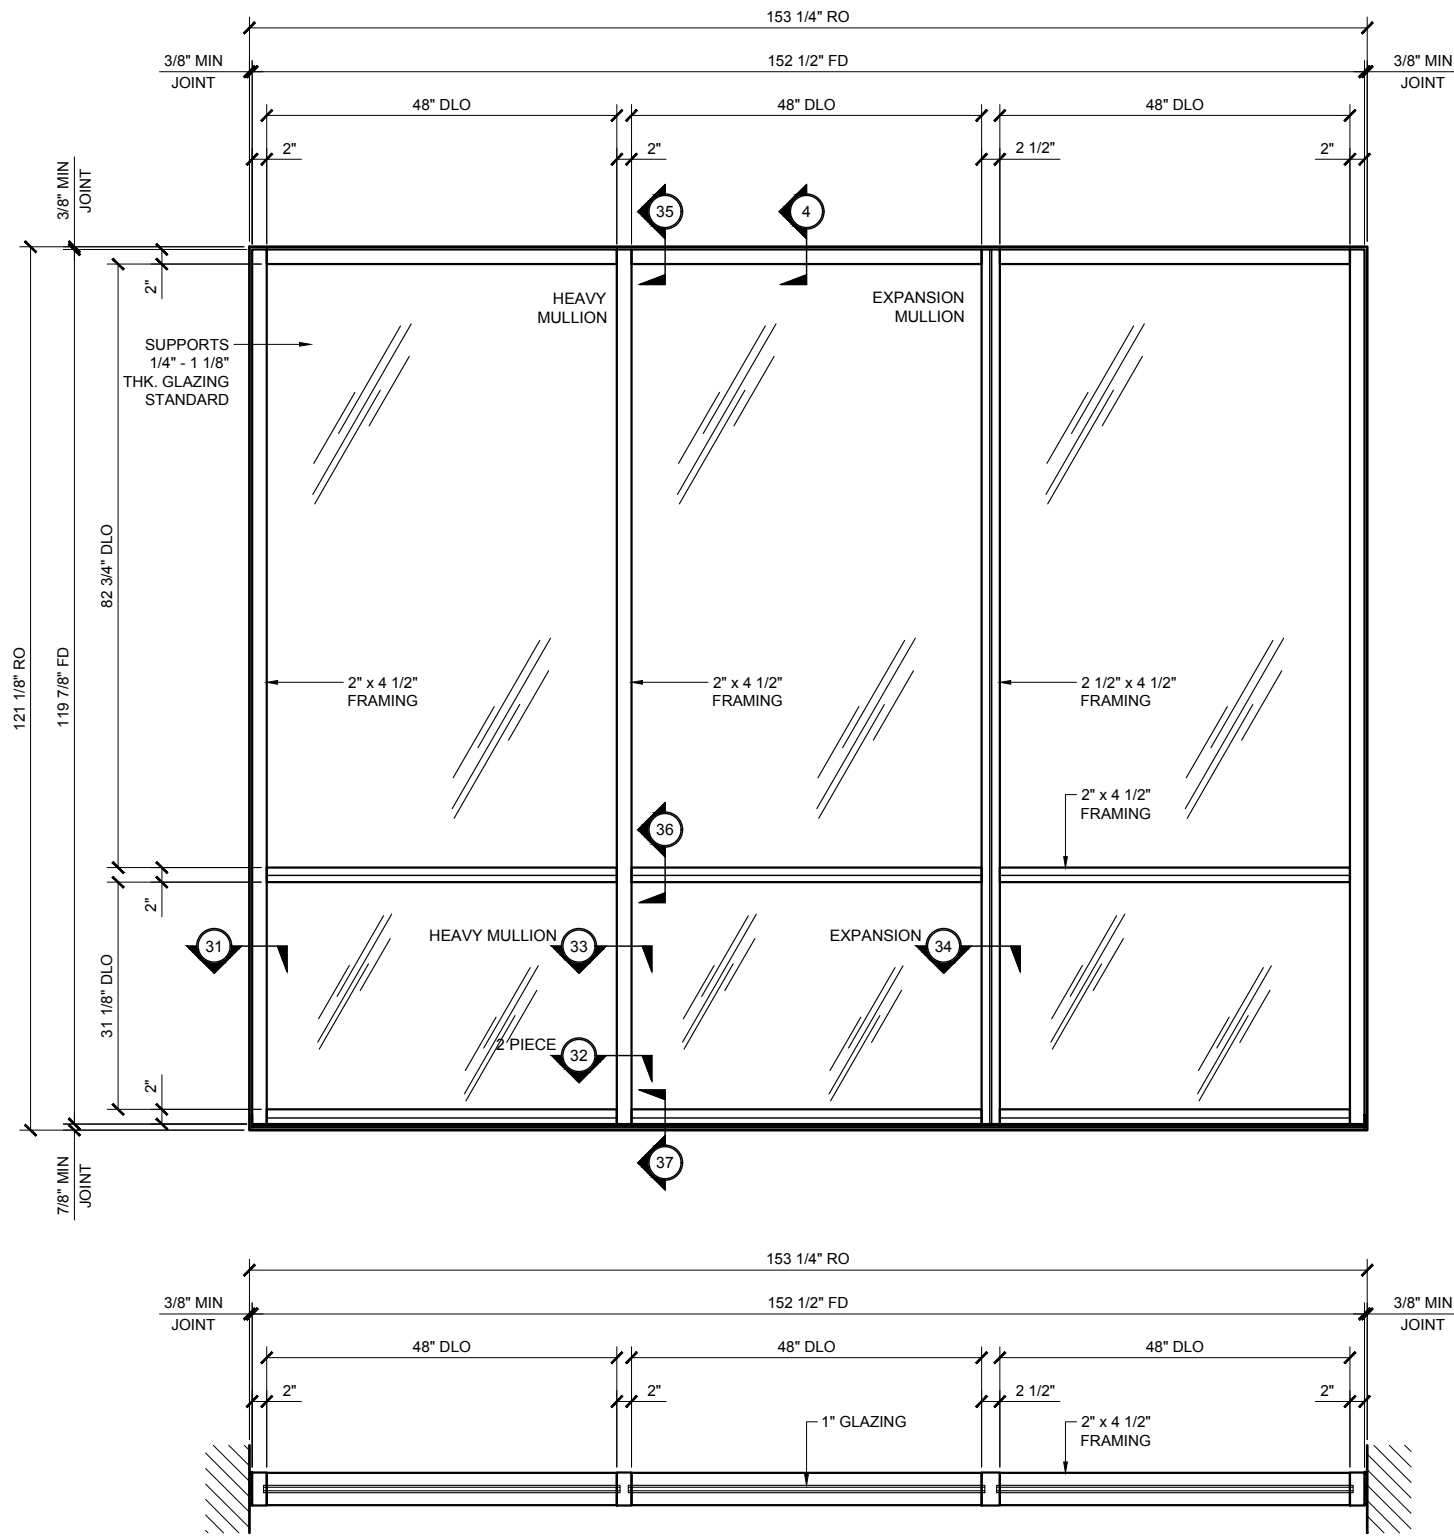 153 1/4" RO
3/8" MIN
JOINT
152 1/2" FD
3/8" MIN
JOINT
48" DLO
48" DLO
48" DLO
2"
2"
2 1/2"
2"
3/8" MIN
JOINT
35
4
2"
HEAVY
MULLION
EXPANSION
MULLION
SUPPORTS
1/4" - 1 1/8"
THK. GLAZING
STANDARD
82 3/4" DLO
121 1/8" RO
119 7/8" FD
2" x 4 1/2"
FRAMING
2" x 4 1/2"
FRAMING
2 1/2" x 4 1/2"
FRAMING
2" x 4 1/2"
FRAMING
36
2"
31
HEAVY MULLION
33
EXPANSION
34
31 1/8" DLO
2 PIECE
32
2"
37
7/8" MIN
JOINT
153 1/4" RO
3/8" MIN
JOINT
152 1/2" FD
3/8" MIN
JOINT
48" DLO
48" DLO
48" DLO
2"
2"
2 1/2"
2"
1" GLAZING
2" x 4 1/2"
FRAMING